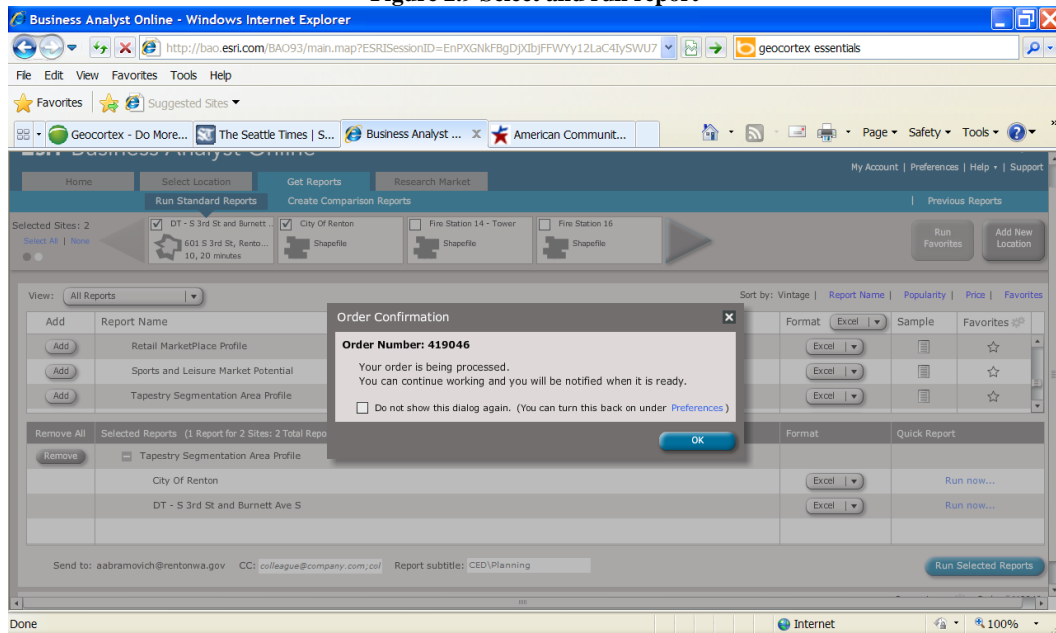 Figure 2.9 Select and run report
Business Analyst Online - Windows Internet Explorer
http://bao.esri.com/BAO93/main.map?ESRISessionID=EnPXGNkFBgDjXIbjFFWYy12LaC4IySWU7
geocortex essentials
File Edit View Favorites Tools Help
Favorites Suggested Sites
Geocortex - Do More... The Seattle Times | S... Business Analyst ... X American Communit... Page Safety Tools »
Business Analyst Online
My Account | Preferences | Help | Support
Home Select Location Get Reports Research Market
Run Standard Reports Create Comparison Reports | Previous Reports
Selected Sites: 2
Select All | None
DT - S 3rd St and Burnett ...
601 S 3rd St, Rento...
10, 20 minutes
City Of Renton
Shapefile
Fire Station 14 - Tower
Shapefile
Fire Station 16
Shapefile
Run Favorites
Add New Location
View: All Reports Sort by: Vintage | Report Name | Popularity | Price | Favorites
Add Report Name Format Excel Sample Favorites
Add Retail MarketPlace Profile Excel
Add Sports and Leisure Market Potential Excel
Add Tapestry Segmentation Area Profile Excel
Order Confirmation
Order Number: 419046
Your order is being processed.
You can continue working and you will be notified when it is ready.
Do not show this dialog again. (You can turn this back on under Preferences)
OK
Remove All Selected Reports (1 Report for 2 Sites: 2 Total Repo Format Quick Report
Remove Tapestry Segmentation Area Profile
City Of Renton Excel Run now...
DT - S 3rd St and Burnett Ave S Excel Run now...
Send to: aabramovich@rentonwa.gov CC: colleague@company.com;col Report subtitle: CED\Planning Run Selected Reports
Done Internet 100%